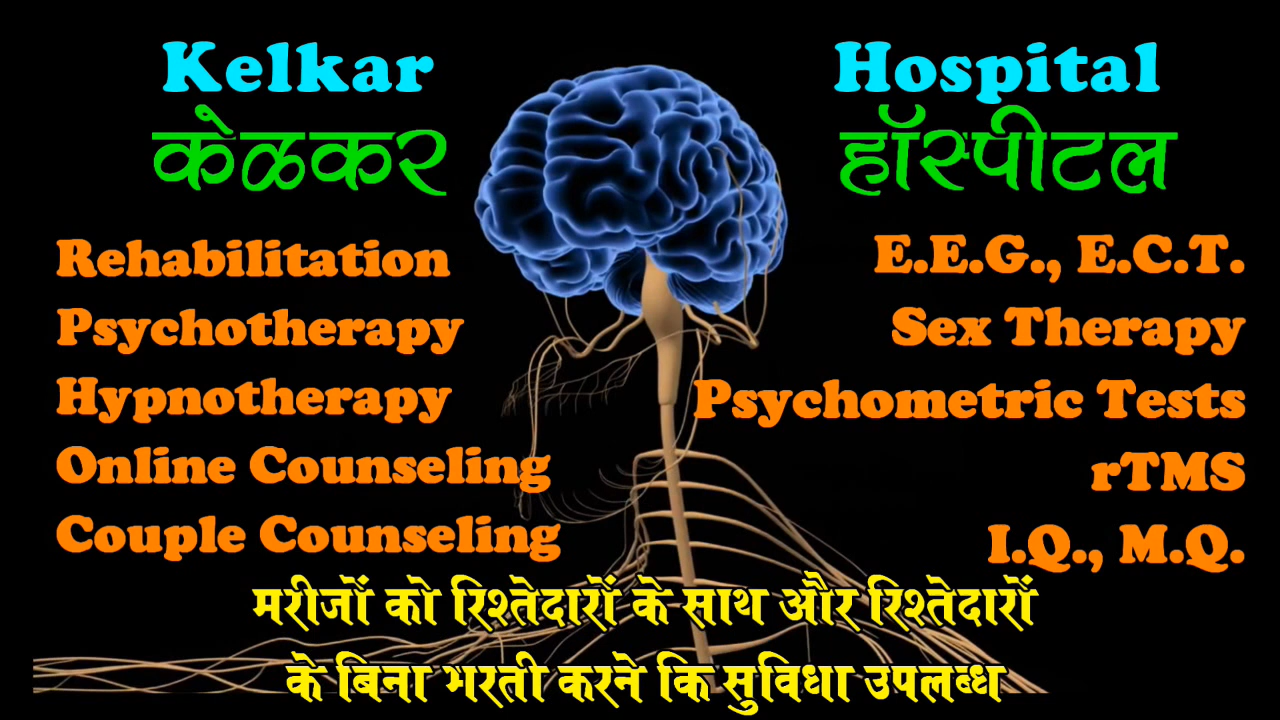 Kelkar Hospital
केळकर हॉस्पीटल
Rehabilitation
Psychotherapy
Hypnotherapy
Online Counseling
Couple Counseling
E.E.G., E.C.T.
Sex Therapy
Psychometric Tests
rTMS
I.Q., M.Q.
मरीजों को रिश्तेदारों के साथ और रिश्तेदारों
के बिना भरती करने कि सुविधा उपलब्ध